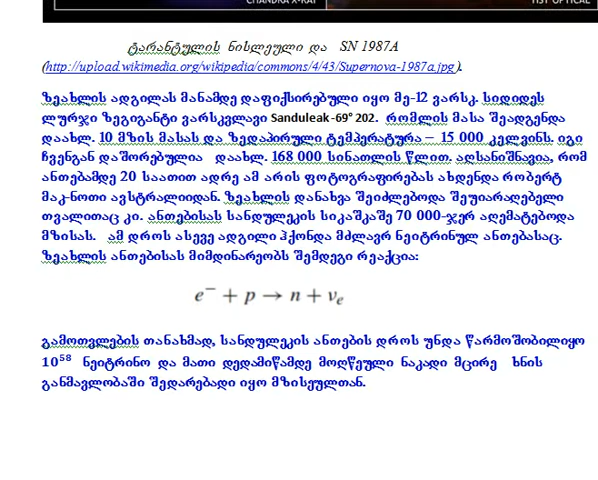 CHANDRA X-RAY HST OPTICAL
ტარანტულის ნისლეული და SN 1987A
(http://upload.wikimedia.org/wikipedia/commons/4/43/Supernova-1987a.jpg).
ზეახლის ადგილას მანამდე დაფიქსირებული იყო მე-12 ვარსკ. სიდიდეს
ლურჯი ზეგიგანტი ვარსკვლავი Sanduleak -69° 202. რომლის მასა შეადგენდა
დაახლ. 10 მზის მასას და ზედაპირული ტემპერატურა – 15 000 კელვინს. იგი
ჩვენგან დაშორებულია დაახლ. 168 000 სინათლის წლით. აღსანიშნავია, რომ
ანთებამდე 20 საათით ადრე ამ არის ფოტოგრაფირებას ახდენდა რობერტ
მაკ-ნოთი ავსტრალიიდან. ზეახლის დანახვა შეიძლებოდა შეუიარაღებელი
თვალითაც კი. ანთებისას სანდულეკის სიკაშკაშე 70 000-ჯერ აღემატებოდა
მზისას. ამ დროს ასევე ადგილი ჰქონდა მძლავრ ნეიტრინულ ანთებასაც.
ზეახლის ანთებისას მიმდინარეობს შემდეგი რეაქცია:
e⁻ + p → n + νₑ
გამოთვლების თანახმად, სანდულეკის ანთების დროს უნდა წარმოშობილიყო
10⁵⁸ ნეიტრინო და მათი დედამიწამდე მოღწეული ნაკადი მცირე ხნის
განმავლობაში შედარებადი იყო მზისეულთან.